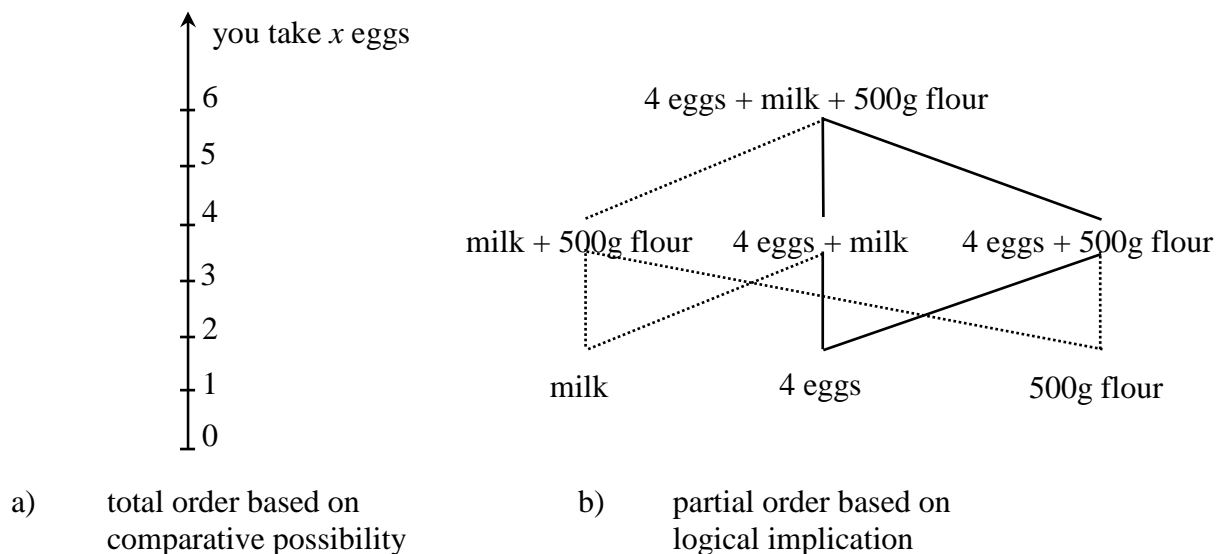 you take x eggs
6
5
4
3
2
1
0
4 eggs + milk + 500g flour
milk + 500g flour 4 eggs + milk 4 eggs + 500g flour
milk 4 eggs 500g flour
a) total order based on
comparative possibility
b) partial order based on
logical implication